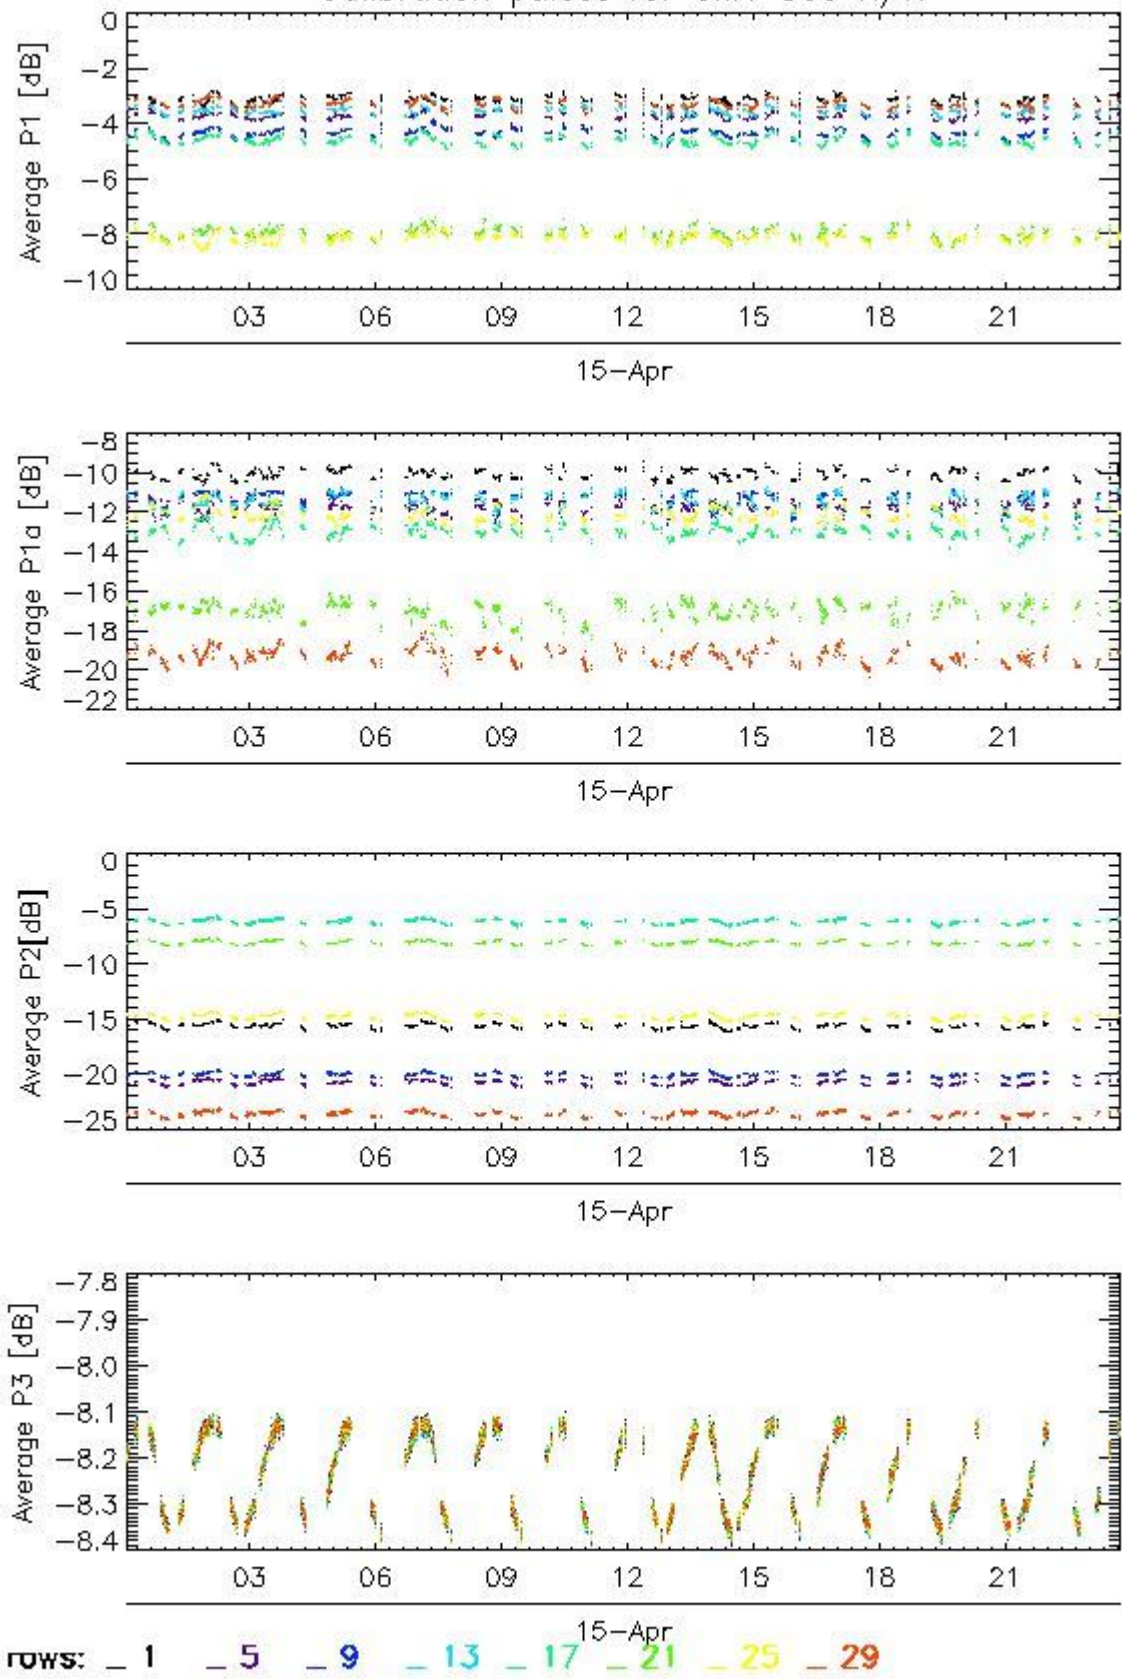 0
−2
−4
−6
−8
−10
Average P1 [dB]
03 06 09 12 15 18 21
15−Apr
−8
−10
−12
−14
−16
−18
−20
−22
Average P1a [dB]
03 06 09 12 15 18 21
15−Apr
0
−5
−10
−15
−20
−25
Average P2[dB]
03 06 09 12 15 18 21
15−Apr
−7.8
−7.9
−8.0
−8.1
−8.2
−8.3
−8.4
Average P3 [dB]
03 06 09 12 15 18 21
15−Apr
rows: _ 1 _ 5 _ 9 _ 13 _ 17 _ 21 _ 25 _ 29